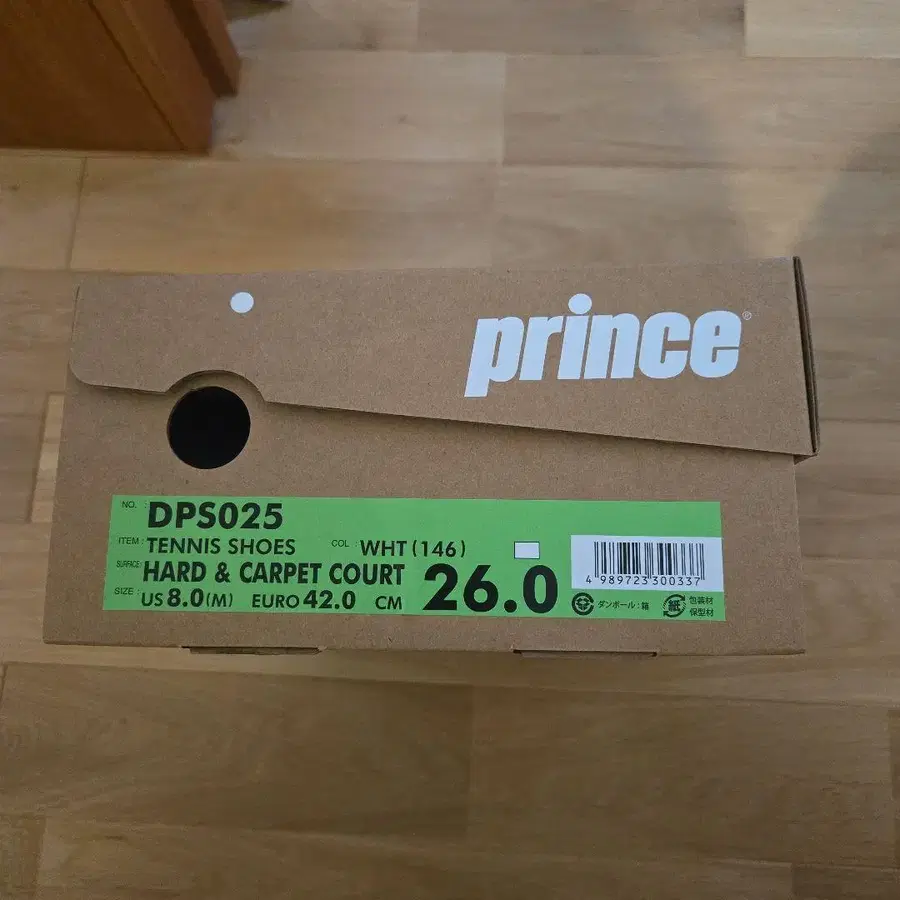 prince®
NO. : DPS025
ITEM : TENNIS SHOES COL : WHT (146)
SURFACE : HARD & CARPET COURT
SIZE : US 8.0 (M) EURO 42.0 CM 26.0
4 989723 300337
ダンボール : 箱
紙 包装材
保型材